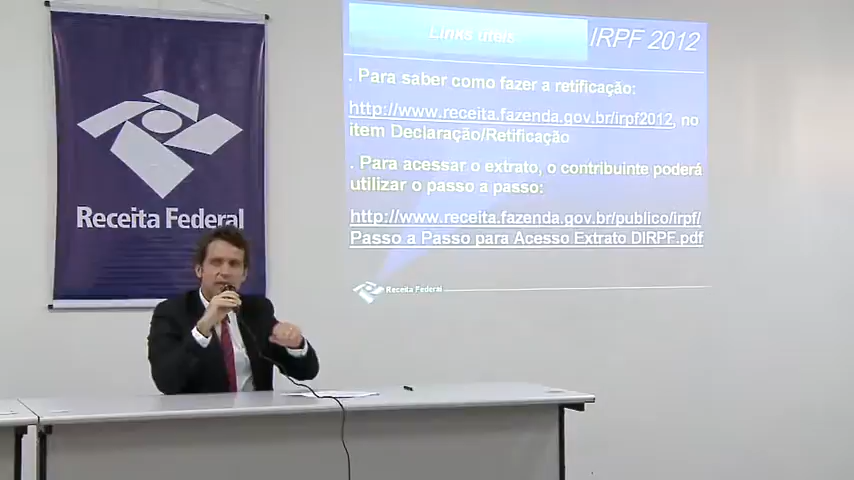 Receita Federal
Links úteis
IRPF 2012
. Para saber como fazer a retificação:
http://www.receita.fazenda.gov.br/irpf2012, no
item Declaração/Retificação
. Para acessar o extrato, o contribuinte poderá
utilizar o passo a passo:
http://www.receita.fazenda.gov.br/publico/irpf/
Passo a Passo para Acesso Extrato DIRPF.pdf
Receita Federal